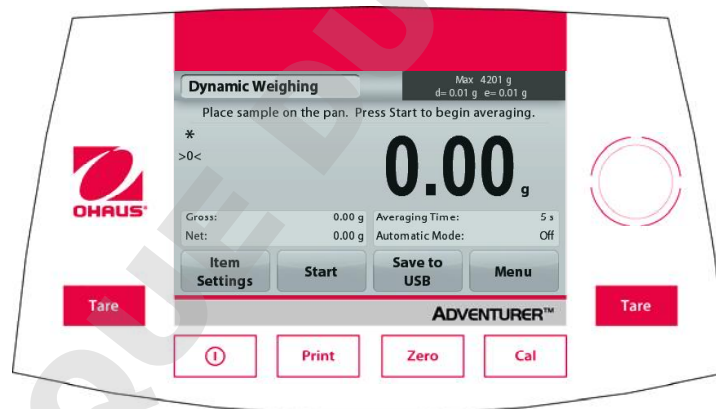 Dynamic Weighing
Max 4201 g
d= 0.01 g e= 0.01 g
Place sample on the pan. Press Start to begin averaging.
*
>0<
0.00 g
OHAUS
Gross: 0.00 g Averaging Time: 5 s
Net: 0.00 g Automatic Mode: Off
Item Settings Start Save to USB Menu
Tare
Tare
ADVENTURER™
Print Zero Cal
QUE DU